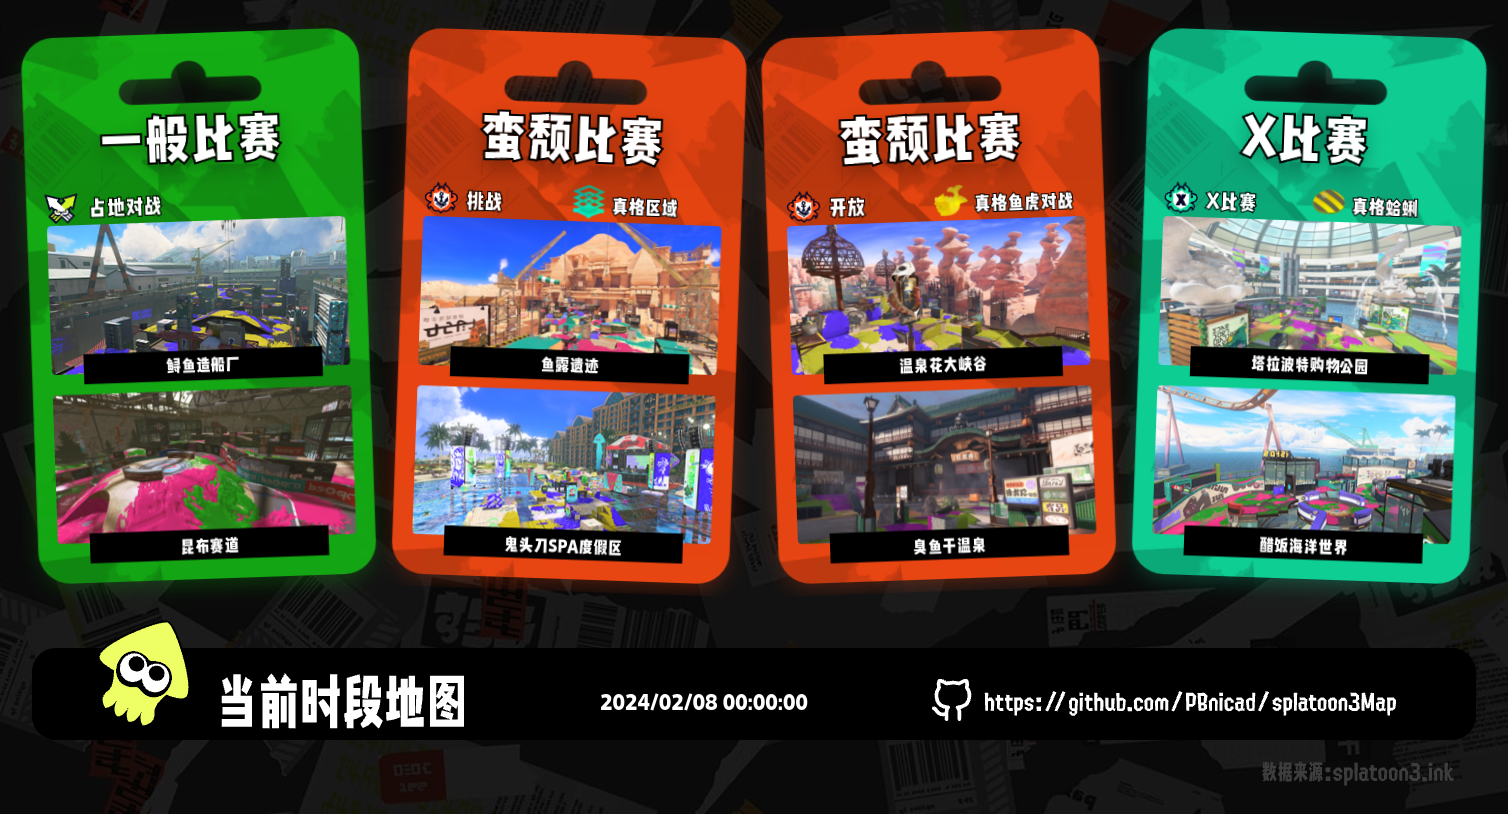 一般比赛
占地对战
鲟鱼造船厂
昆布赛道
蛮颓比赛
挑战
真格区域
鱼露遗迹
鬼头刀SPA度假区
蛮颓比赛
开放
真格鱼虎对战
温泉花大峡谷
臭鱼干温泉
X比赛
X比赛
真格蛤蜊
塔拉波特购物公园
醋饭海洋世界
当前时段地图
2024/02/08 00:00:00
https://github.com/PBnicad/splatoon3Map
数据来源:splatoon3.ink